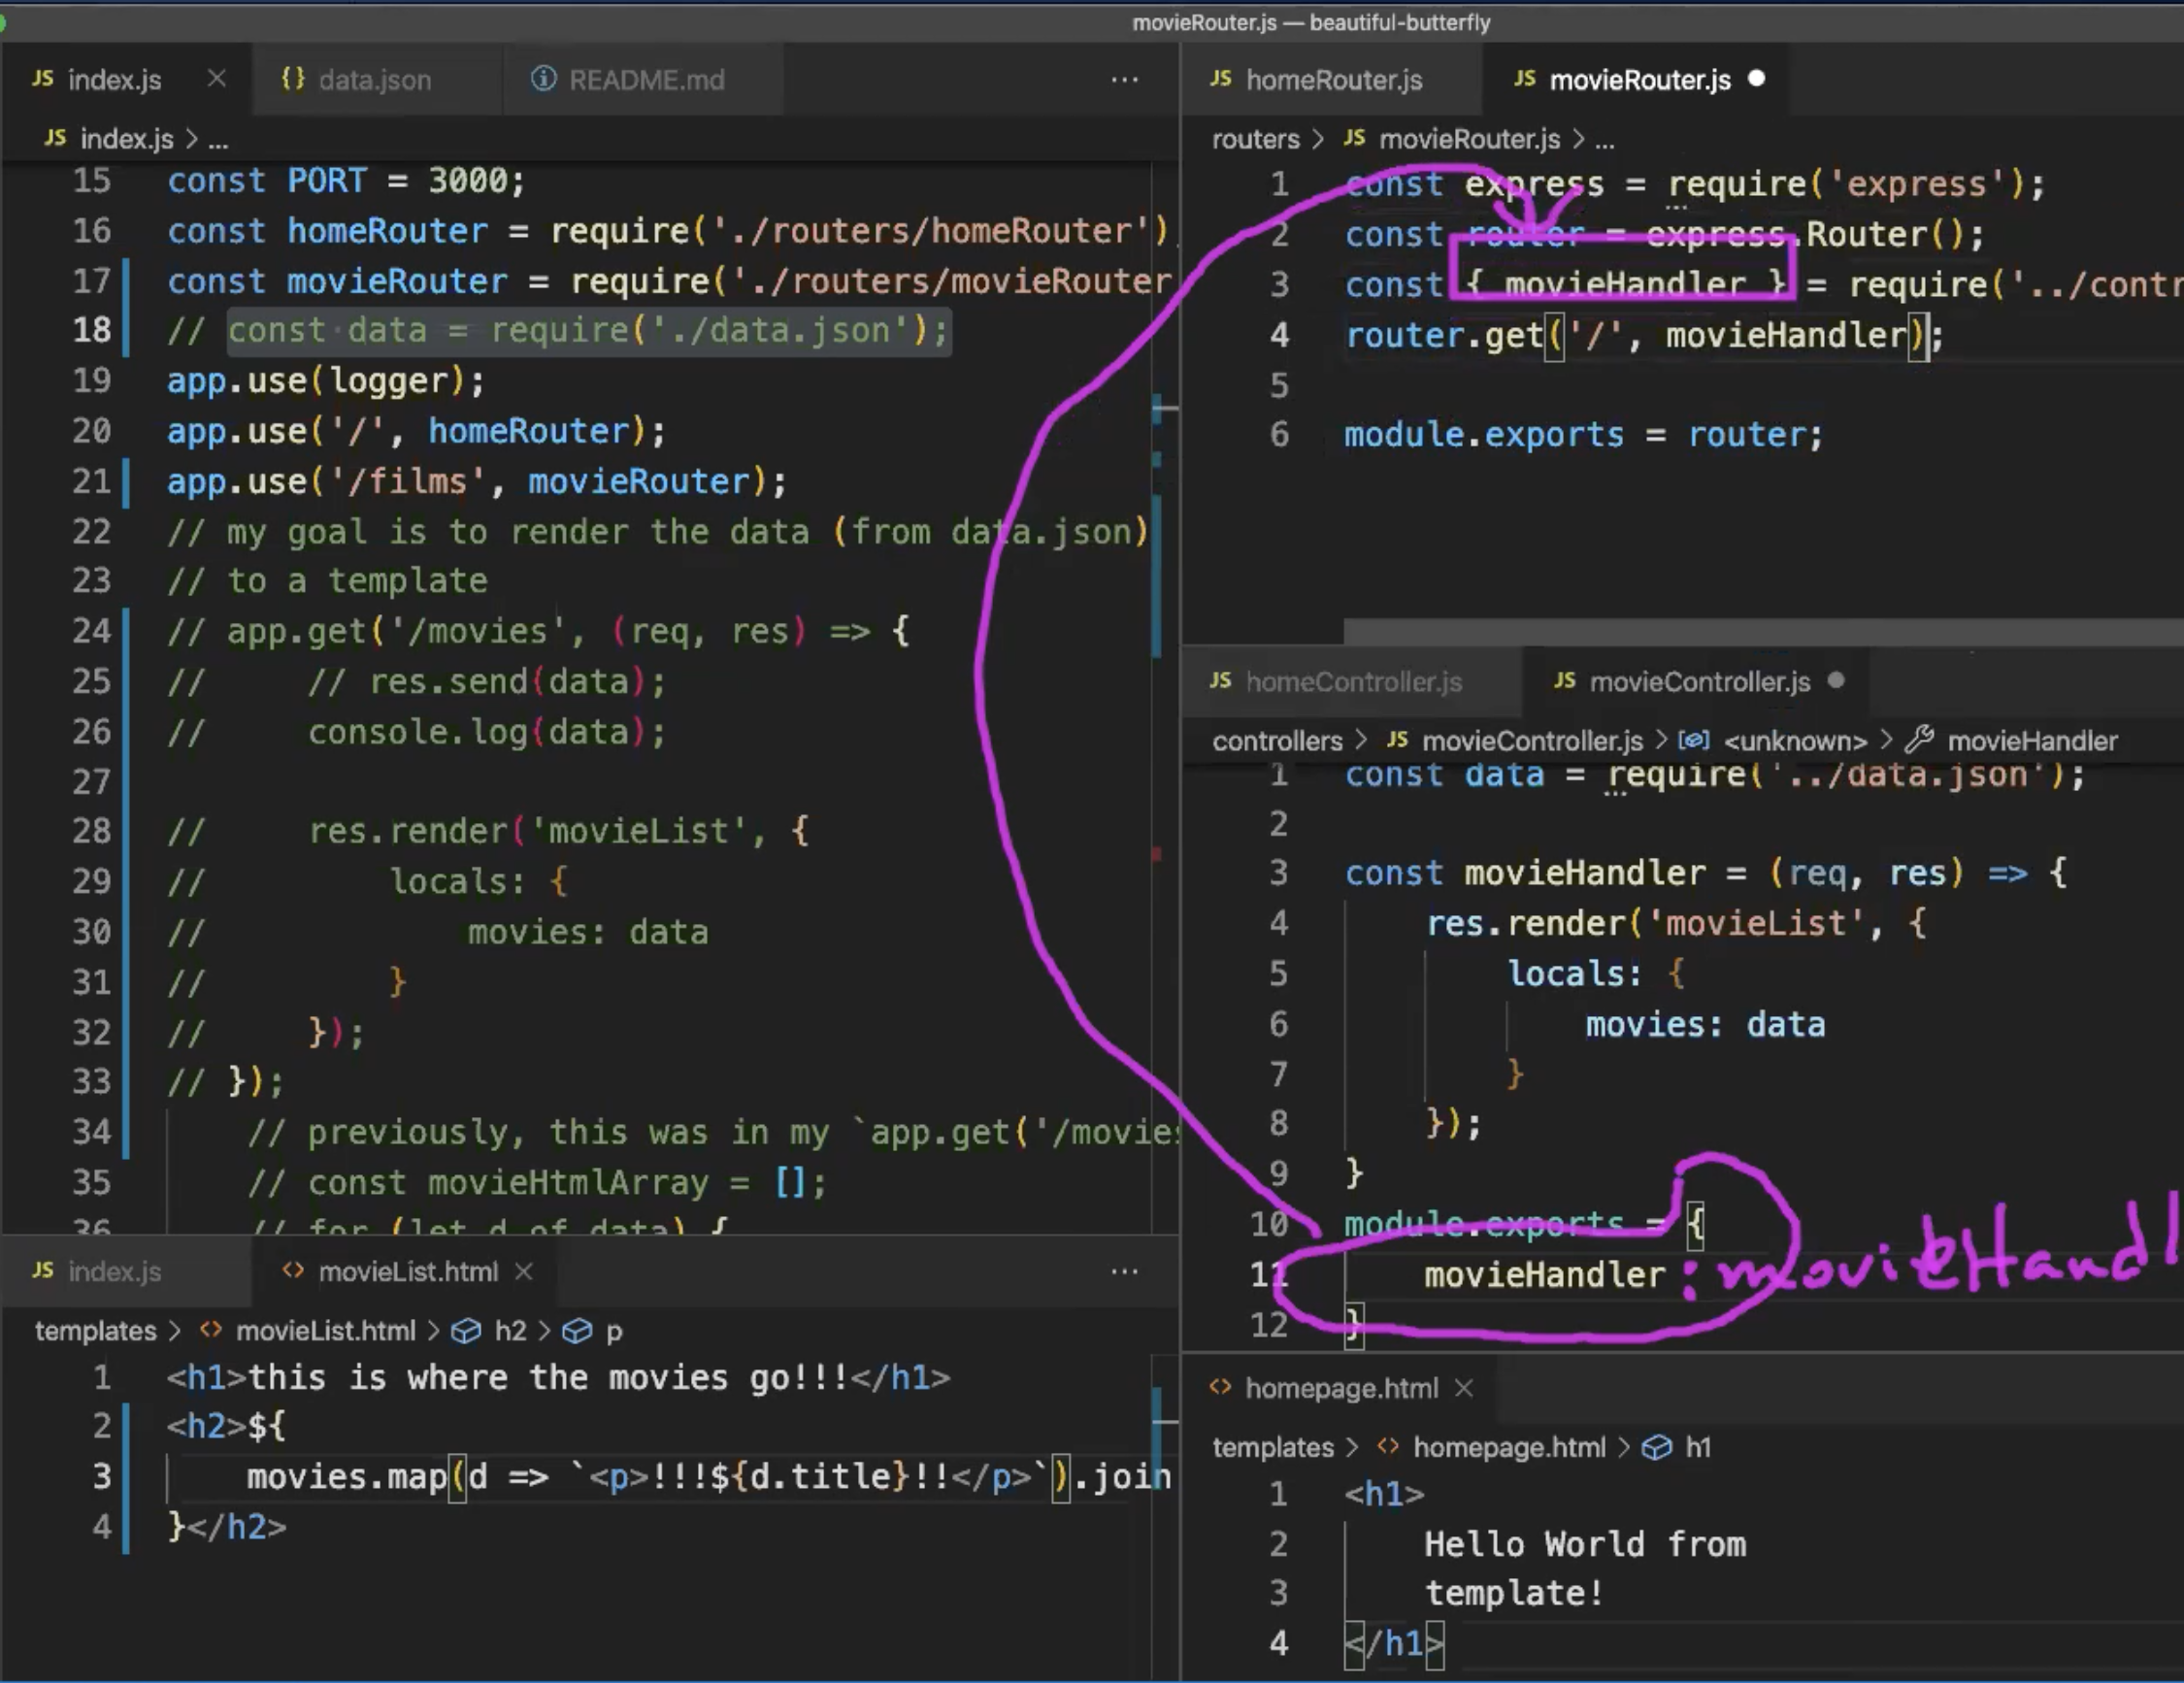 movieRouter.js — beautiful-butterfly
JS index.js ×
{} data.json
README.md
...
JS index.js > ...
15 const PORT = 3000;
16 const homeRouter = require('./routers/homeRouter')
17 const movieRouter = require('./routers/movieRouter
18 // const data = require('./data.json');
19 app.use(logger);
20 app.use('/', homeRouter);
21 app.use('/films', movieRouter);
22 // my goal is to render the data (from data.json)
23 // to a template
24 // app.get('/movies', (req, res) => {
25 //     // res.send(data);
26 //     console.log(data);
27
28 //     res.render('movieList', {
29 //         locals: {
30 //             movies: data
31 //         }
32 //     });
33 // });
34     // previously, this was in my `app.get('/movies
35     // const movieHtmlArray = [];
36     // for (let d of data) {
JS index.js
<> movieList.html ×
...
templates > <> movieList.html > h2 > p
1 <h1>this is where the movies go!!!</h1>
2 <h2>${
3     movies.map(d => `<p>!!!${d.title}!!</p>`).join
4 }</h2>
JS homeRouter.js
JS movieRouter.js ●
routers > JS movieRouter.js > ...
1 const express = require('express');
2 const router = express.Router();
3 const { movieHandler } = require('../contr
4 router.get('/', movieHandler);
5
6 module.exports = router;
JS homeController.js
JS movieController.js ●
controllers > JS movieController.js > <unknown> > movieHandler
1 const data = require('../data.json');
2
3 const movieHandler = (req, res) => {
4     res.render('movieList', {
5         locals: {
6             movies: data
7         }
8     });
9 }
10 module.exports = {
11     movieHandler : movieHandl
12 }
<> homepage.html ×
templates > <> homepage.html > h1
1 <h1>
2     Hello World from
3     template!
4 </h1>